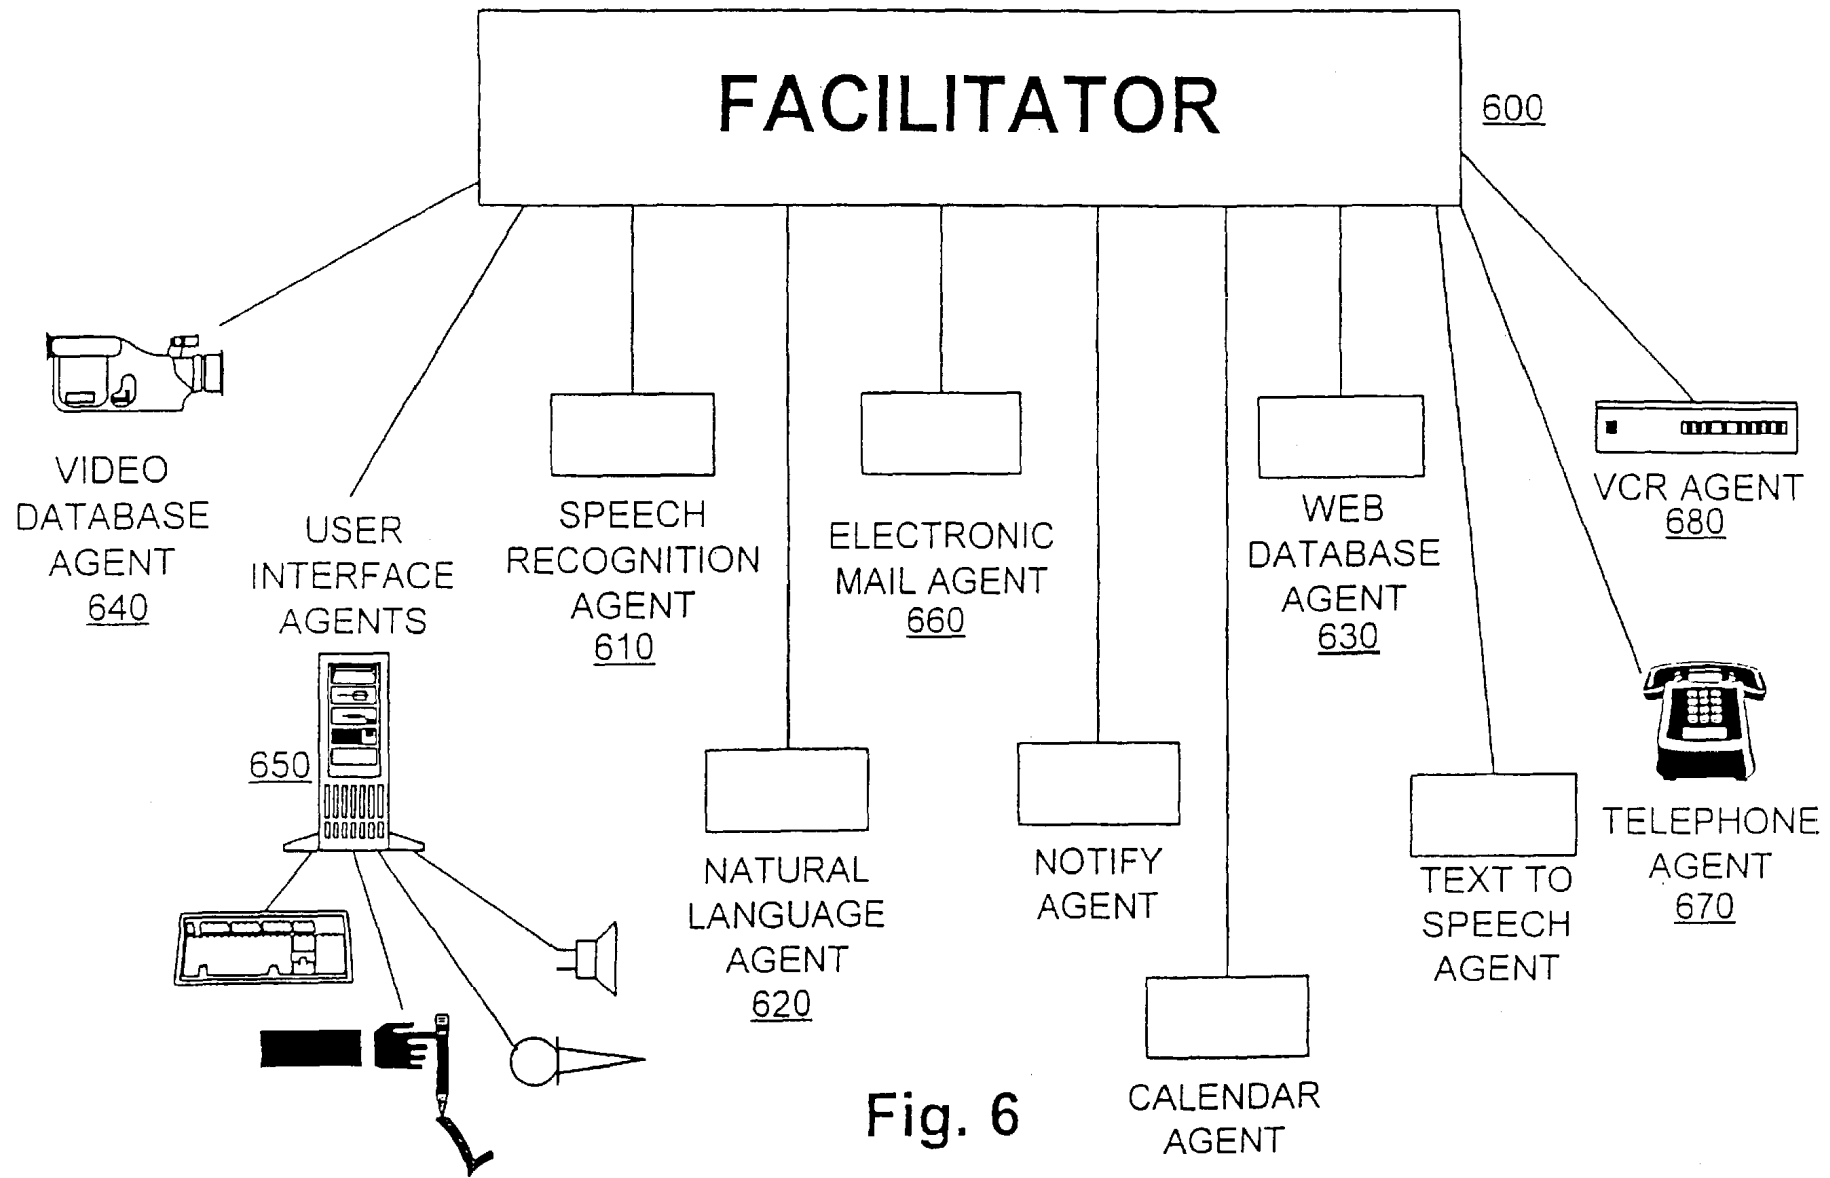 FACILITATOR
600
VIDEO
DATABASE
AGENT
640
USER
INTERFACE
AGENTS
650
SPEECH
RECOGNITION
AGENT
610
NATURAL
LANGUAGE
AGENT
620
ELECTRONIC
MAIL AGENT
660
NOTIFY
AGENT
CALENDAR
AGENT
WEB
DATABASE
AGENT
630
TEXT TO
SPEECH
AGENT
VCR AGENT
680
TELEPHONE
AGENT
670
Fig. 6